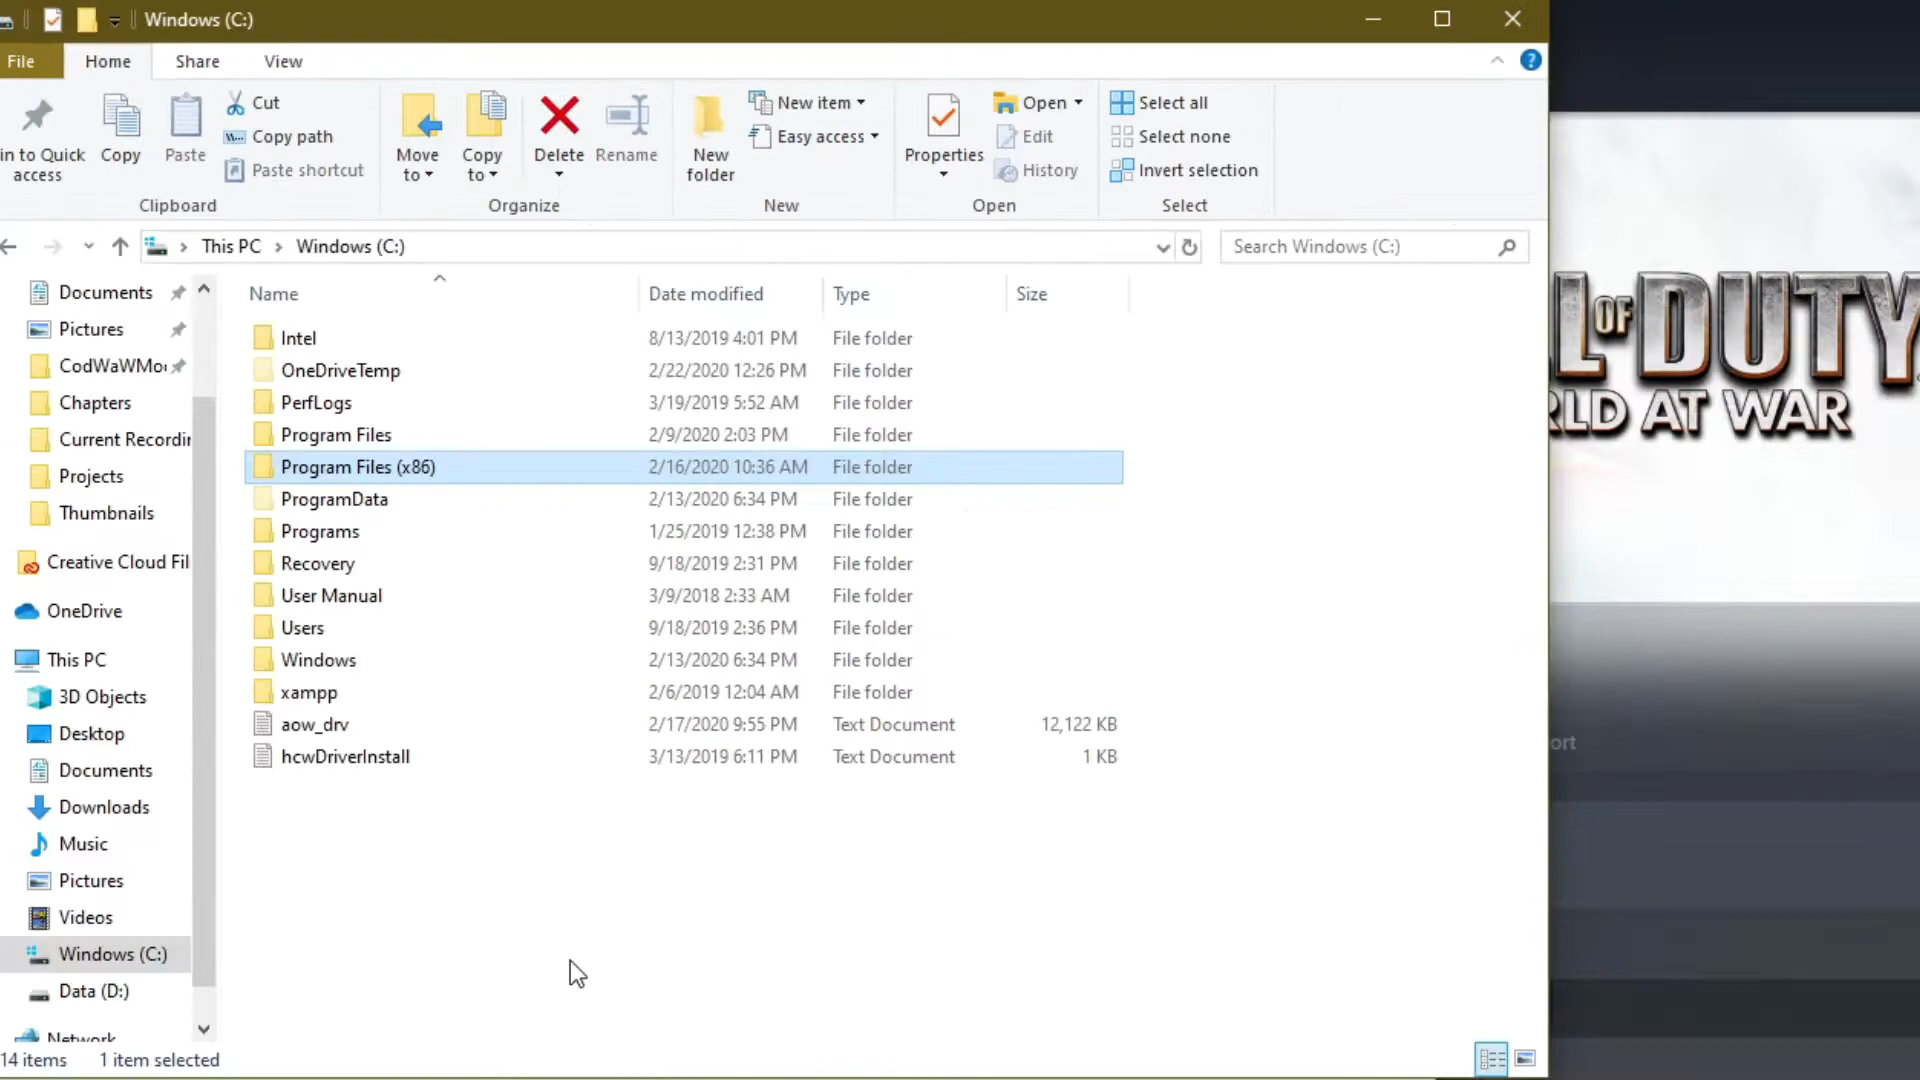 Windows (C:)
File Home Share View
in to Quick access
Copy
Paste
Cut
Copy path
Paste shortcut
Clipboard
Move to
Copy to
Delete
Rename
Organize
New folder
New item
Easy access
New
Properties
Open
Edit
History
Open
Select all
Select none
Invert selection
Select
This PC > Windows (C:)
Search Windows (C:)
Documents
Pictures
CodWaWMo
Chapters
Current Recordin
Projects
Thumbnails
Creative Cloud Fil
OneDrive
This PC
3D Objects
Desktop
Documents
Downloads
Music
Pictures
Videos
Windows (C:)
Data (D:)
Network
Name Date modified Type Size
Intel 8/13/2019 4:01 PM File folder
OneDriveTemp 2/22/2020 12:26 PM File folder
PerfLogs 3/19/2019 5:52 AM File folder
Program Files 2/9/2020 2:03 PM File folder
Program Files (x86) 2/16/2020 10:36 AM File folder
ProgramData 2/13/2020 6:34 PM File folder
Programs 1/25/2019 12:38 PM File folder
Recovery 9/18/2019 2:31 PM File folder
User Manual 3/9/2018 2:33 AM File folder
Users 9/18/2019 2:36 PM File folder
Windows 2/13/2020 6:34 PM File folder
xampp 2/6/2019 12:04 AM File folder
aow_drv 2/17/2020 9:55 PM Text Document 12,122 KB
hcwDriverInstall 3/13/2019 6:11 PM Text Document 1 KB
14 items 1 item selected
L OF DUTY
RLD AT WAR
ort